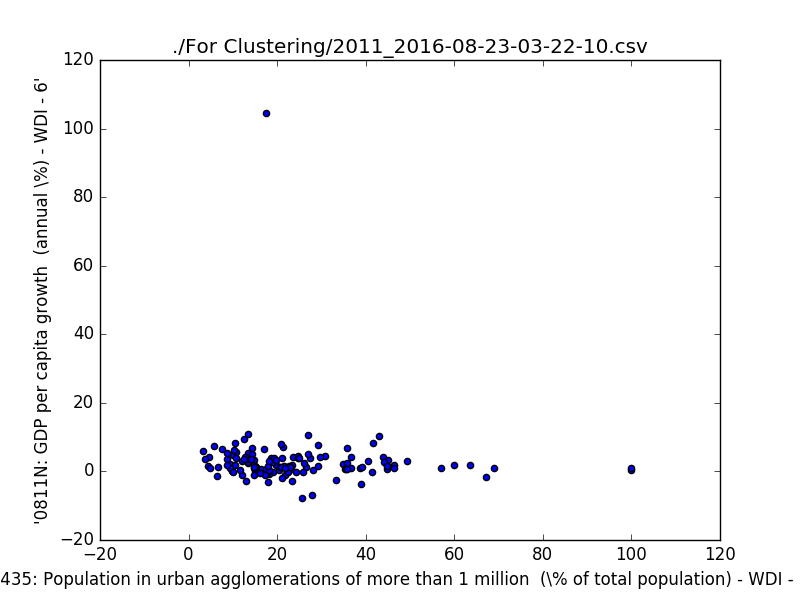 ./For Clustering/2011_2016-08-23-03-22-10.csv
'0811N: GDP per capita growth  (annual \%) - WDI - 6'
120
100
80
60
40
20
0
−20
−20 0 20 40 60 80 100 120
435: Population in urban agglomerations of more than 1 million  (\% of total population) - WDI -